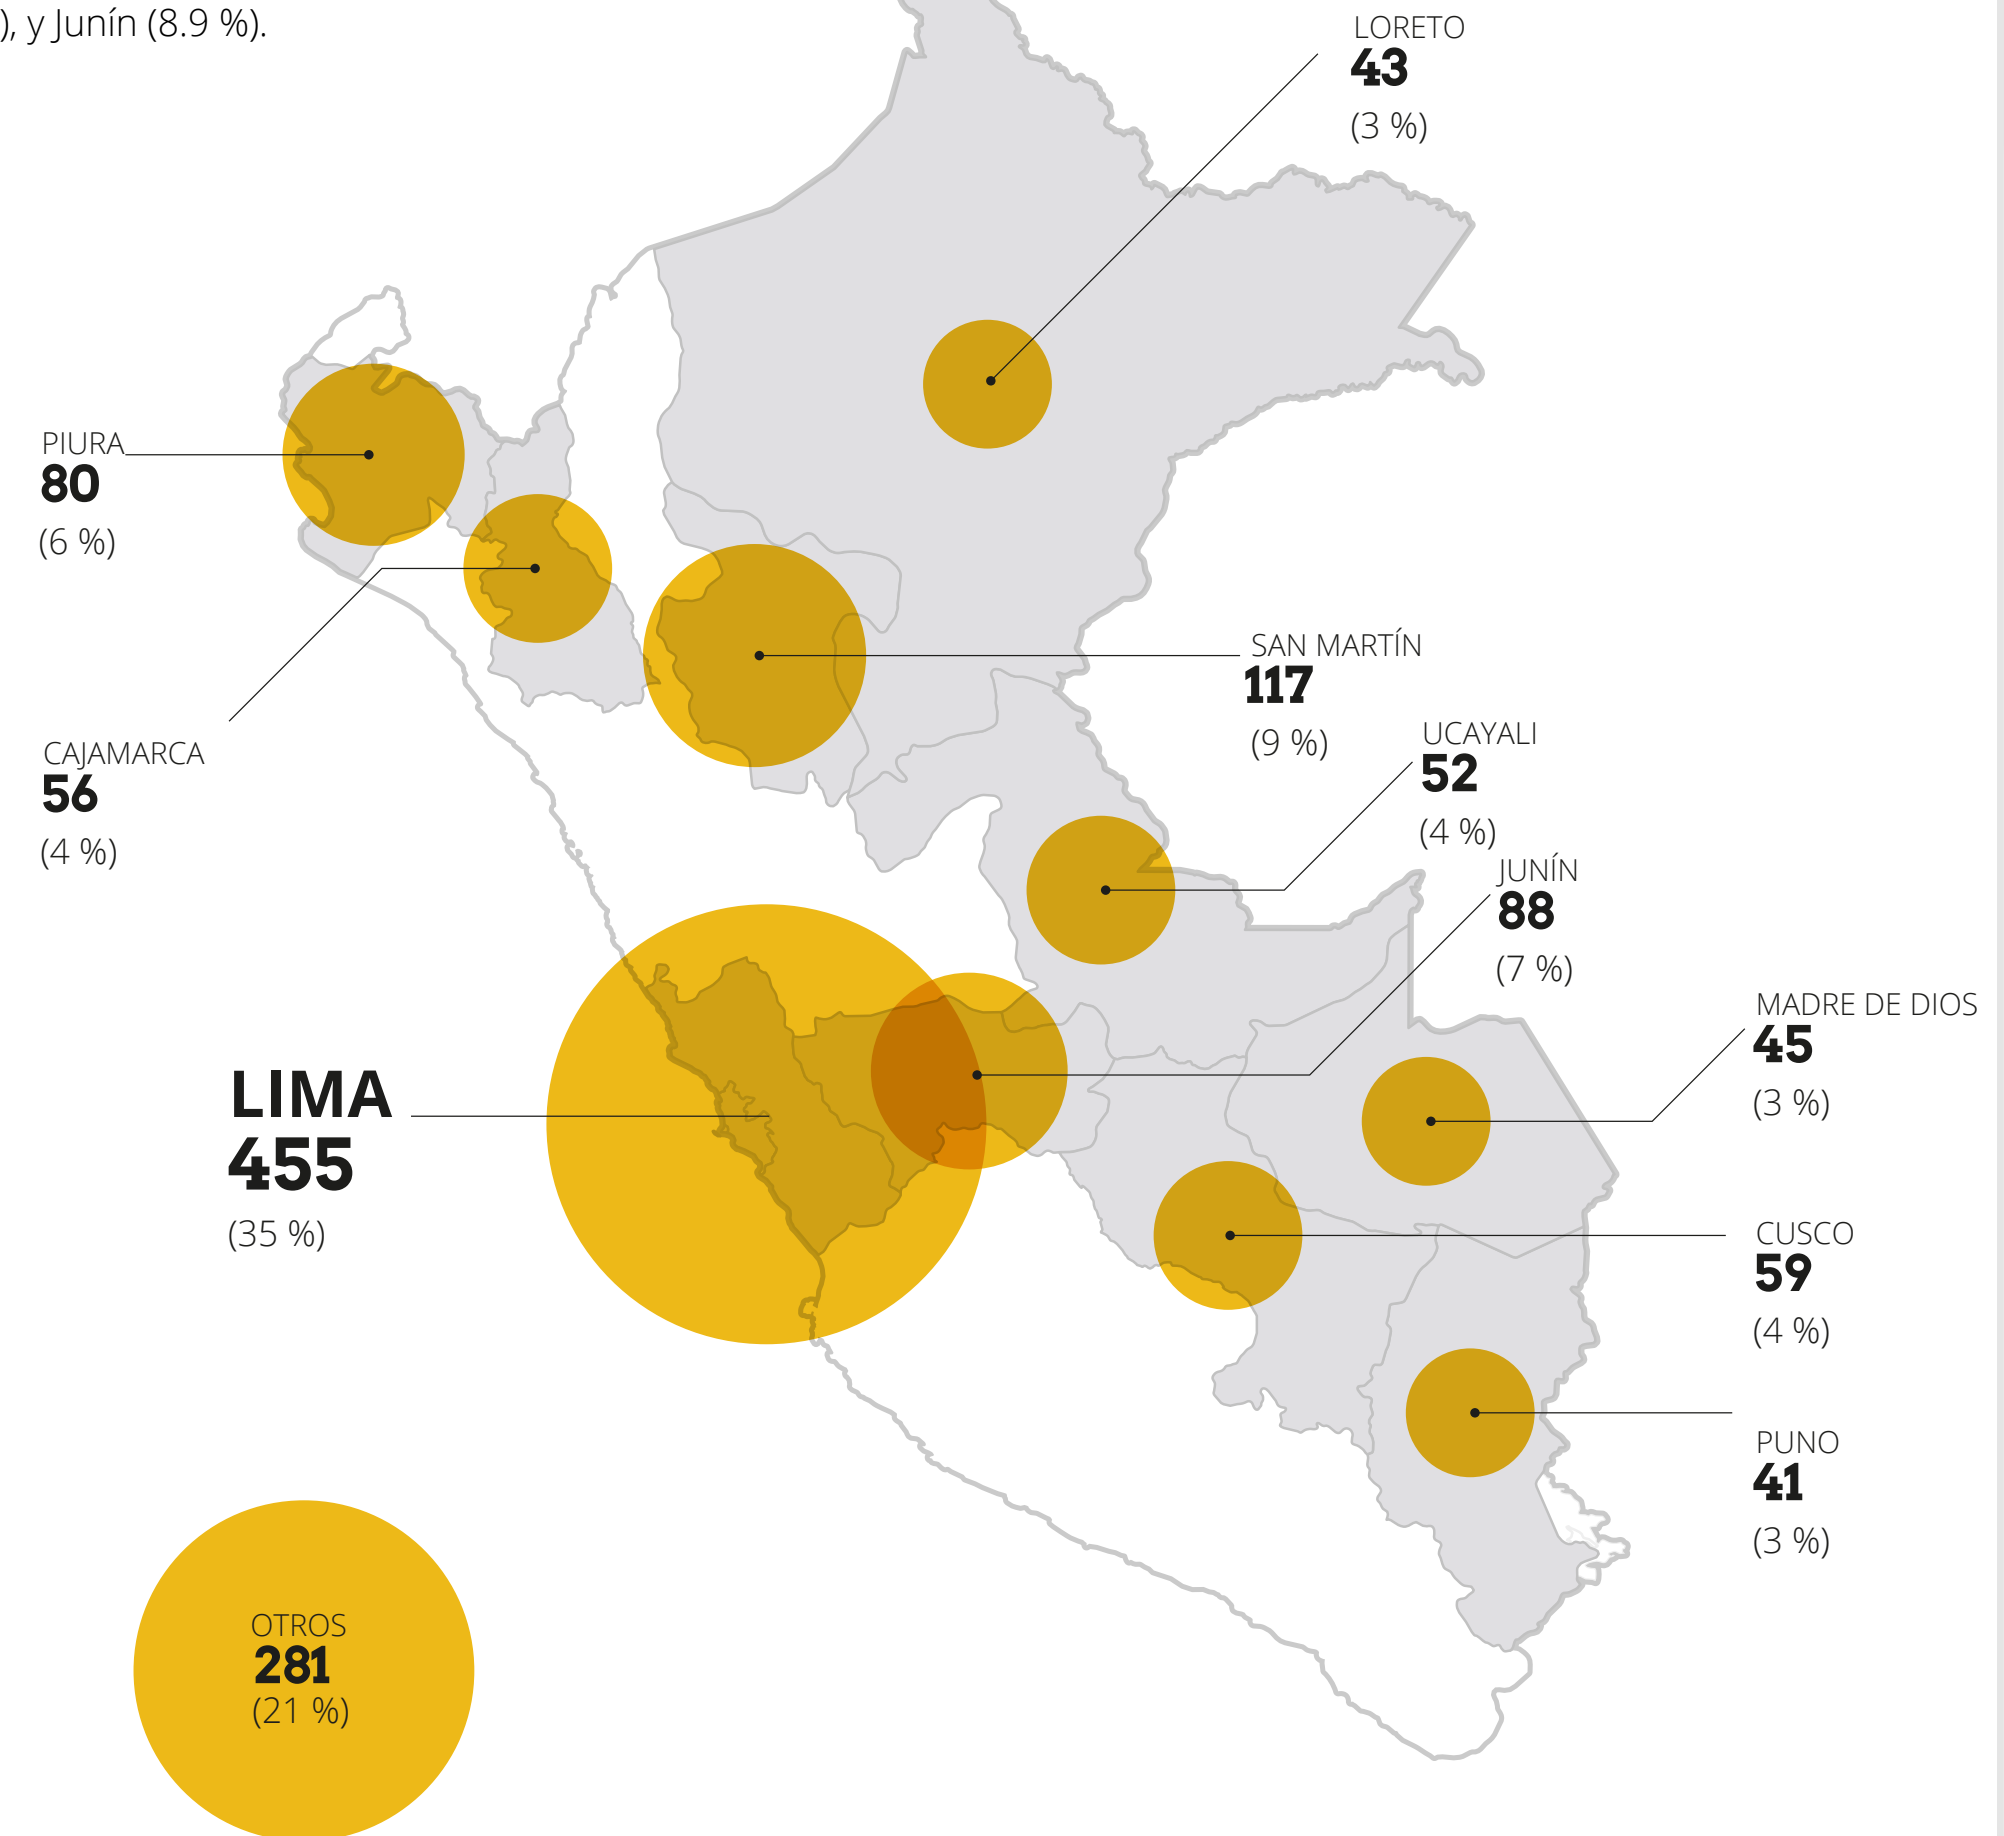 ), y Junín (8.9 %).
LORETO
43
(3 %)
PIURA
80
(6 %)
SAN MARTÍN
117
(9 %)
CAJAMARCA
56
(4 %)
UCAYALI
52
(4 %)
JUNÍN
88
(7 %)
MADRE DE DIOS
45
(3 %)
LIMA
455
(35 %)
CUSCO
59
(4 %)
PUNO
41
(3 %)
OTROS
281
(21 %)